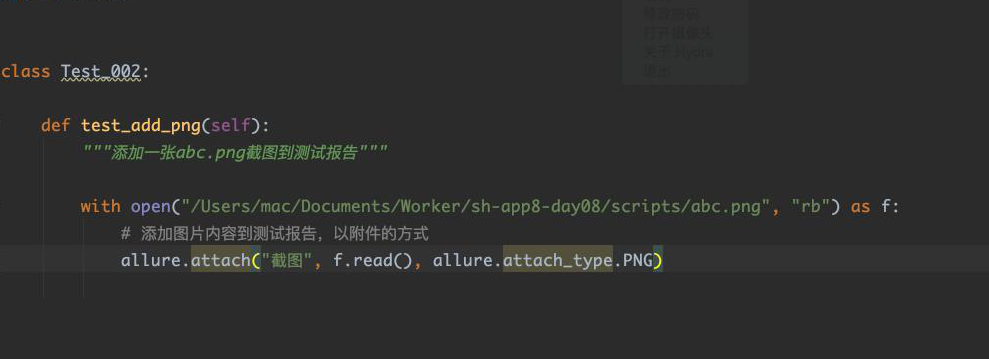 class Test_002:
def test_add_png(self):
"""添加一张abc.png截图到测试报告"""
with open("/Users/mac/Documents/Worker/sh-app8-day08/scripts/abc.png", "rb") as f:
# 添加图片内容到测试报告，以附件的方式
allure.attach("截图", f.read(), allure.attach_type.PNG)